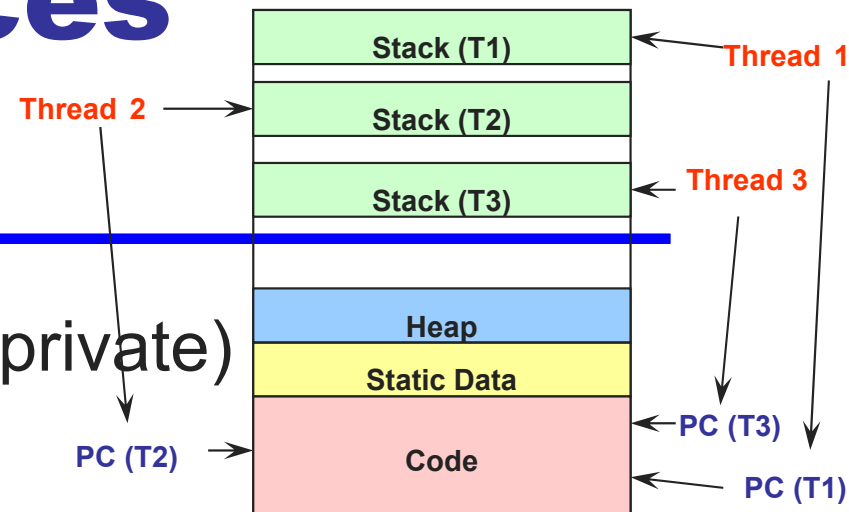 ces
Stack (T1)
Thread 1
Thread 2
Stack (T2)
Thread 3
Stack (T3)
Heap
private)
Static Data
PC (T3)
PC (T2)
Code
PC (T1)